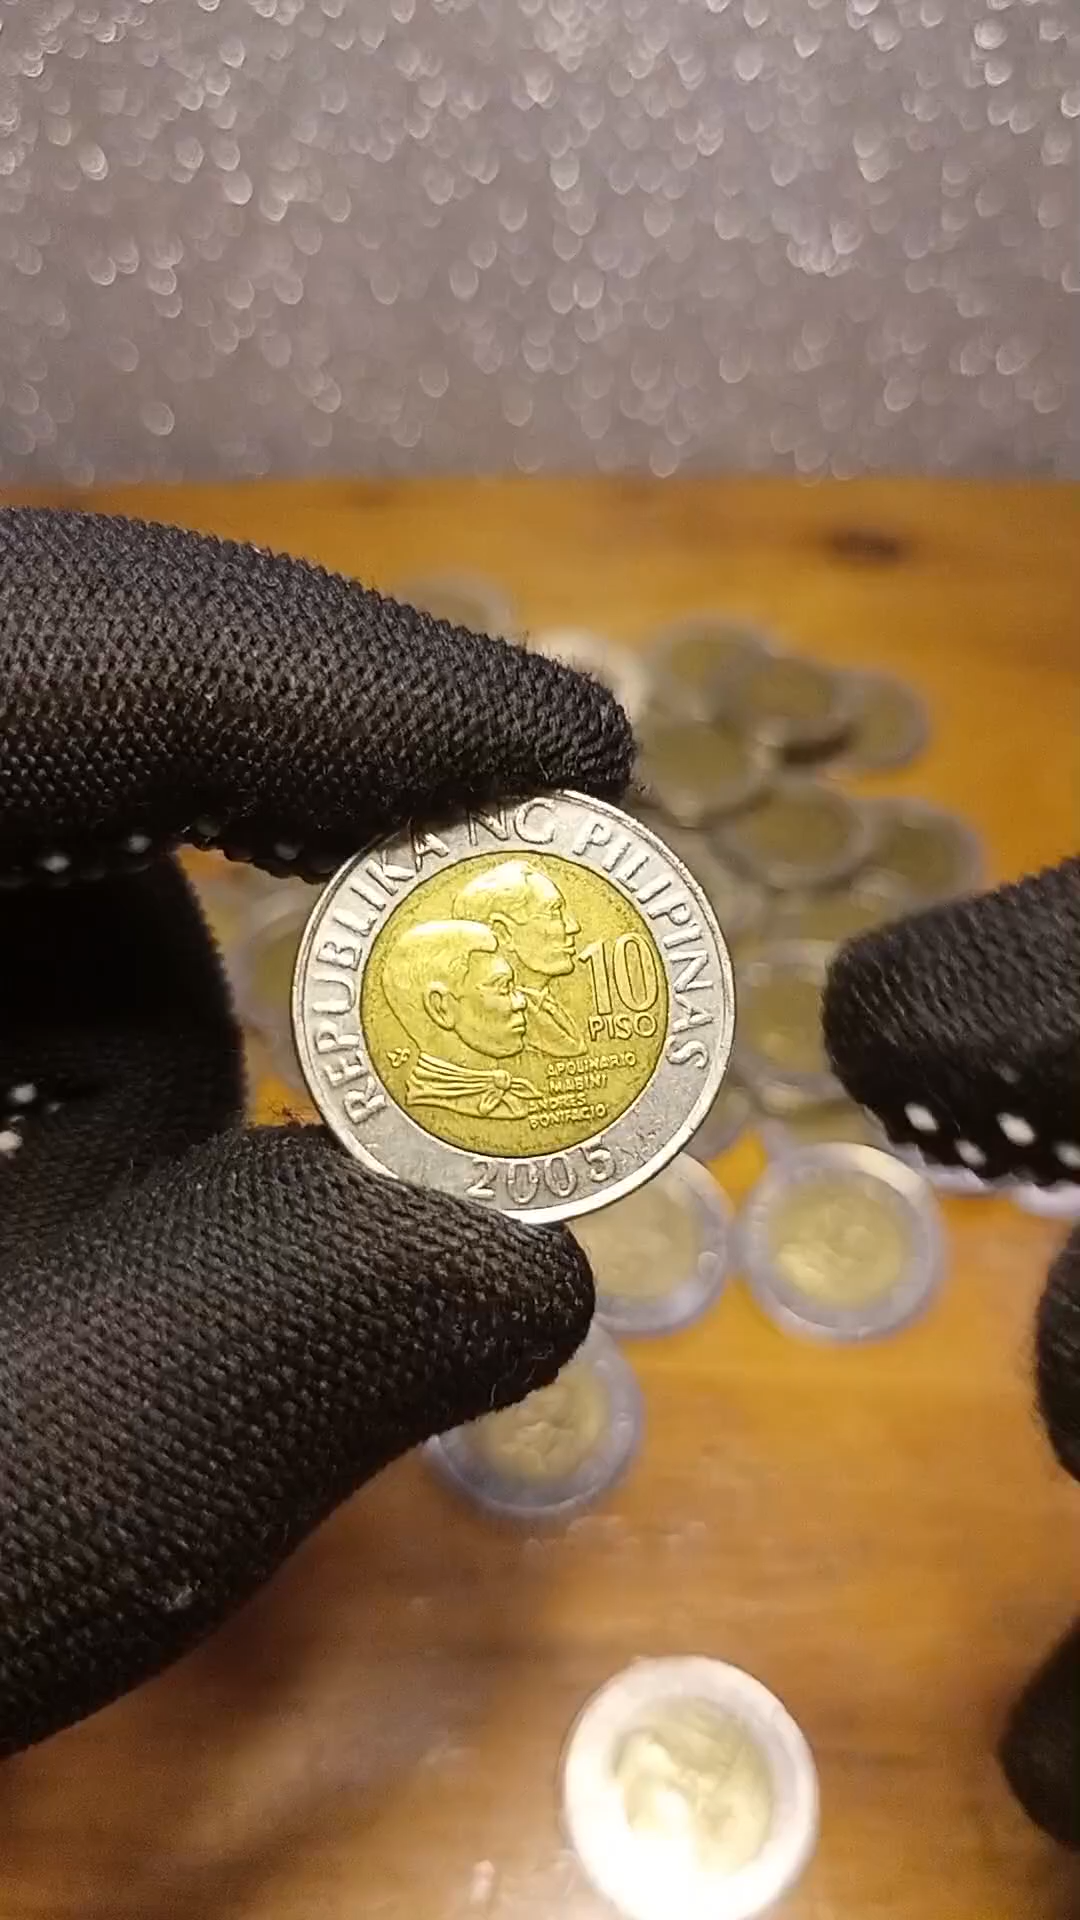 REPUBLIKA NG PILIPINAS
10
PISO
APOLINARIO
MABINI
ANDRES
BONIFACIO
2005